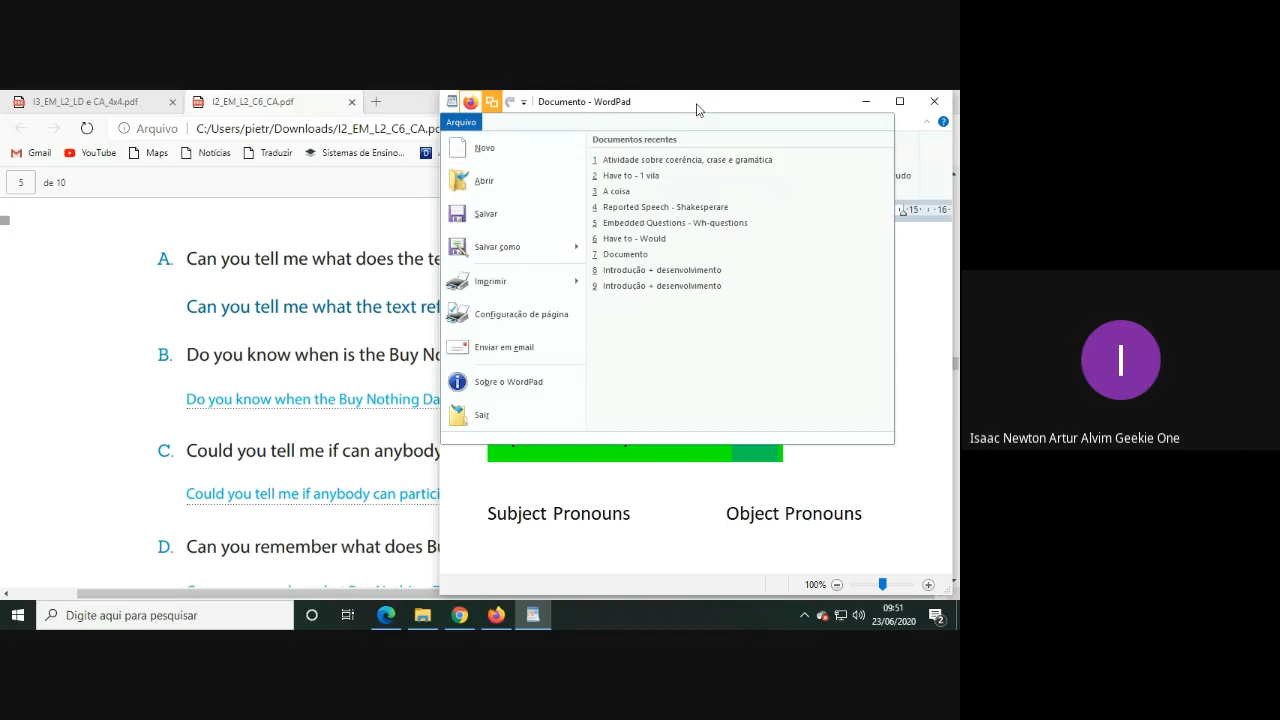 I3_EM_L2_LD e CA_4x4.pdf
I2_EM_L2_C6_CA.pdf
Arquivo
C:/Users/pietr/Downloads/I2_EM_L2_C6_CA.pd
Gmail
YouTube
Maps
Notícias
Traduzir
Sistemas de Ensino...
5 de 10
A. Can you tell me what does the te
Can you tell me what the text ref
B. Do you know when is the Buy No
Do you know when the Buy Nothing Da
C. Could you tell me if can anybody
Could you tell me if anybody can partici
D. Can you remember what does Bu
Documento - WordPad
Arquivo
Novo
Abrir
Salvar
Salvar como
Imprimir
Configuração de página
Enviar em email
Sobre o WordPad
Sair
Documentos recentes
1 Atividade sobre coerência, crase e gramática
2 Have to - 1 vila
3 A coisa
4 Reported Speech - Shakesperare
5 Embedded Questions - Wh-questions
6 Have to - Would
7 Documento
8 Introdução + desenvolvimento
9 Introdução + desenvolvimento
udo
15 16
Subject Pronouns Object Pronouns
100%
Digite aqui para pesquisar
09:51
23/06/2020
2
I
Isaac Newton Artur Alvim Geekie One